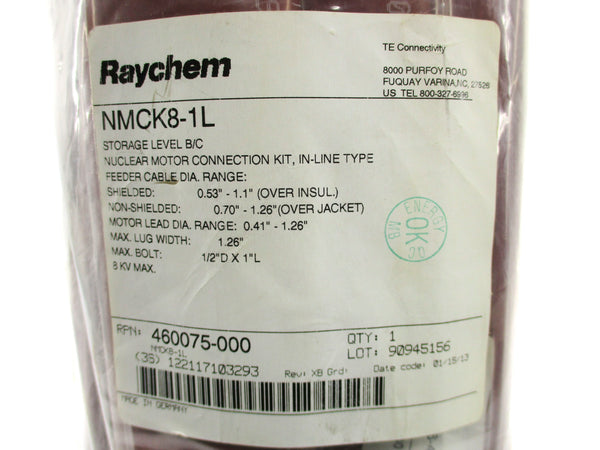 Raychem
TE Connectivity
8000 PURFOY ROAD
FUQUAY VARINA, NC, 27526
US TEL 800-327-6996
NMCK8-1L
STORAGE LEVEL B/C
NUCLEAR MOTOR CONNECTION KIT, IN-LINE TYPE
FEEDER CABLE DIA. RANGE:
SHIELDED: 0.53" - 1.1" (OVER INSUL.)
NON-SHIELDED: 0.70" - 1.26"(OVER JACKET)
MOTOR LEAD DIA. RANGE: 0.41" - 1.26"
MAX. LUG WIDTH: 1.26"
MAX. BOLT: 1/2"D X 1"L
8 KV MAX.
ENERGY
OK
QC
MB
RPN: 460075-000
QTY: 1
NMCK8-1L
LOT: 90945156
(3S) 122117103293
Rev: XB Grd:
Date code: 01/15/13
MADE IN GERMANY